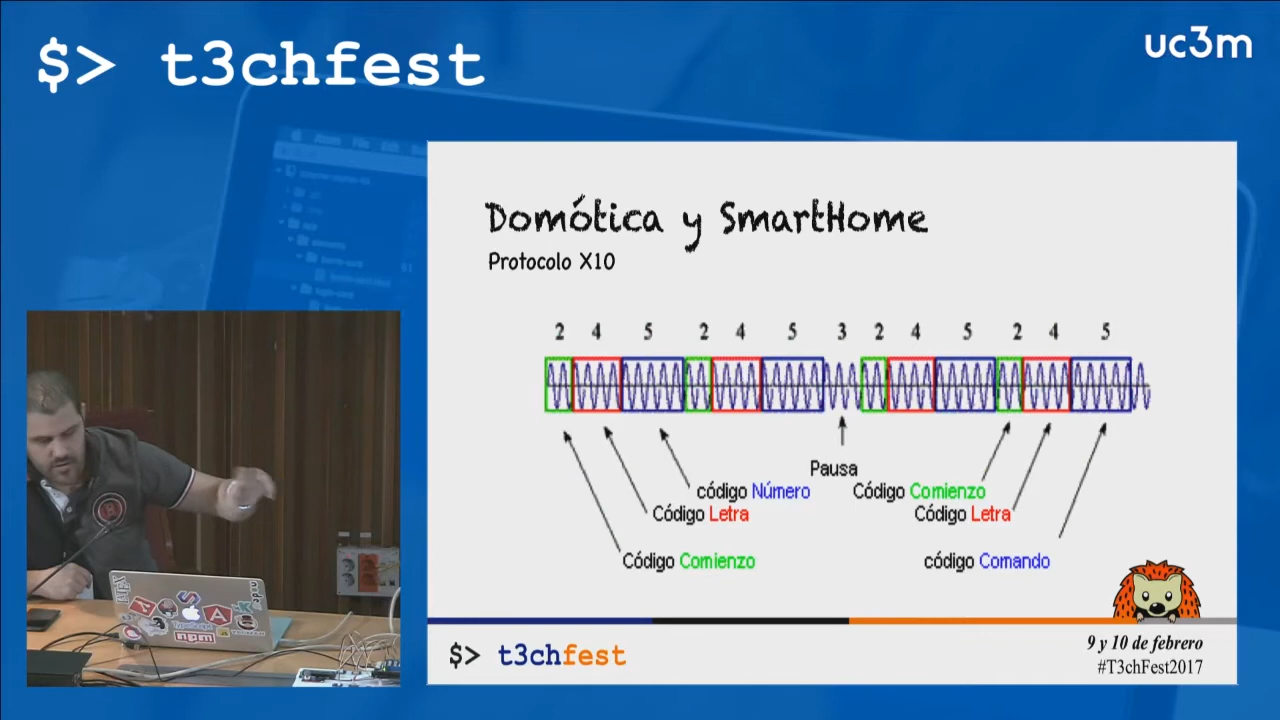 $> t3chfest
uc3m
Domótica y SmartHome
Protocolo X10
2 4 5 2 4 5 3 2 4 5 2 4 5
Pausa
código Número
Código Comienzo
Código Letra
Código Letra
Código Comienzo
código Comando
npm
$> t3chfest
9 y 10 de febrero
#T3chFest2017